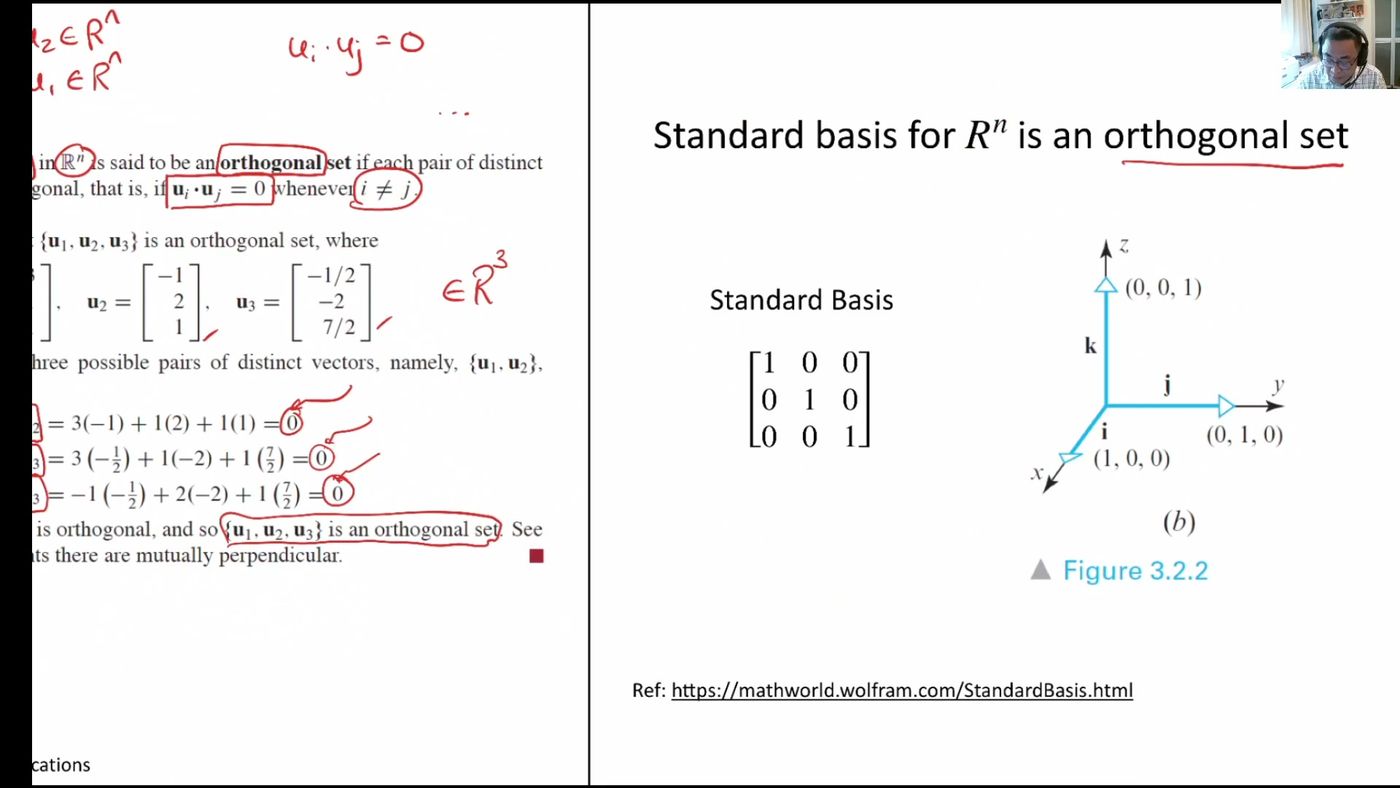 u₂ ∈ Rⁿ
u₁ ∈ Rⁿ
uᵢ · uⱼ = 0
...
in ℝⁿ is said to be an orthogonal set if each pair of distinct
gonal, that is, if uᵢ · uⱼ = 0 whenever i ≠ j.
{u₁, u₂, u₃} is an orthogonal set, where
u₂ = [−1 2 1], u₃ = [−1/2 −2 7/2]
∈ R³
hree possible pairs of distinct vectors, namely, {u₁, u₂},
2 = 3(−1) + 1(2) + 1(1) = 0
3 = 3(−½) + 1(−2) + 1(7/2) = 0
3 = −1(−½) + 2(−2) + 1(7/2) = 0
is orthogonal, and so {u₁, u₂, u₃} is an orthogonal set. See
ts there are mutually perpendicular.
cations
Standard basis for Rⁿ is an orthogonal set
Standard Basis
1 0 0
0 1 0
0 0 1
z
(0, 0, 1)
k
j
y
i
(0, 1, 0)
x
(1, 0, 0)
(b)
▲ Figure 3.2.2
Ref: https://mathworld.wolfram.com/StandardBasis.html